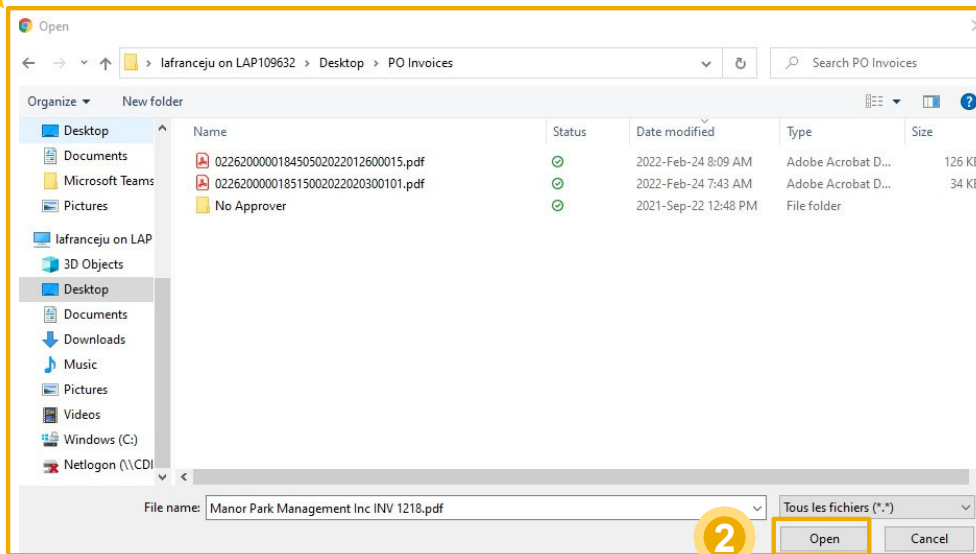 Open
lafranceju on LAP109632 > Desktop > PO Invoices
Search PO Invoices
Organize
New folder
Name Status Date modified Type Size
02262000001845050202201260015.pdf 2022-Feb-24 8:09 AM Adobe Acrobat D... 126 KB
02262000001851500202202030101.pdf 2022-Feb-24 7:43 AM Adobe Acrobat D... 34 KB
No Approver 2021-Sep-22 12:48 PM File folder
Desktop
Documents
Microsoft Teams
Pictures
lafranceju on LAP
3D Objects
Desktop
Documents
Downloads
Music
Pictures
Videos
Windows (C:)
Netlogon (\\CDI
File name: Manor Park Management Inc INV 1218.pdf
Tous les fichiers (*.*)
2
Open
Cancel